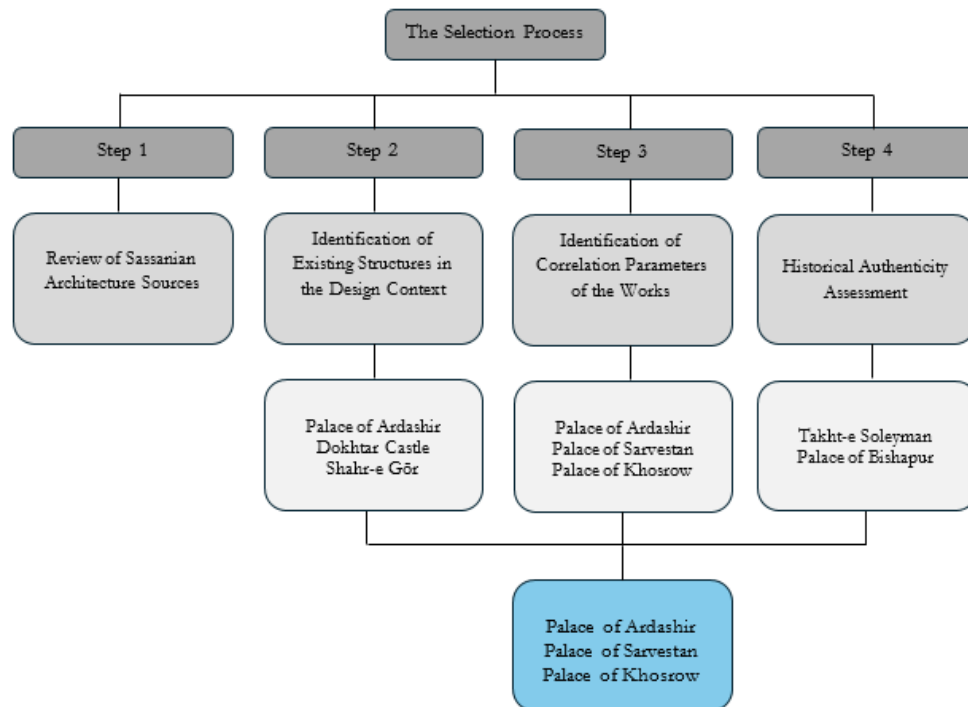 The Selection Process
Step 1
Step 2
Step 3
Step 4
Review of Sassanian
Architecture Sources
Identification of
Existing Structures in
the Design Context
Identification of
Correlation Parameters
of the Works
Historical Authenticity
Assessment
Palace of Ardashir
Dokhtar Castle
Shahr-e Gōr
Palace of Ardashir
Palace of Sarvestan
Palace of Khosrow
Takht-e Soleyman
Palace of Bishapur
Palace of Ardashir
Palace of Sarvestan
Palace of Khosrow